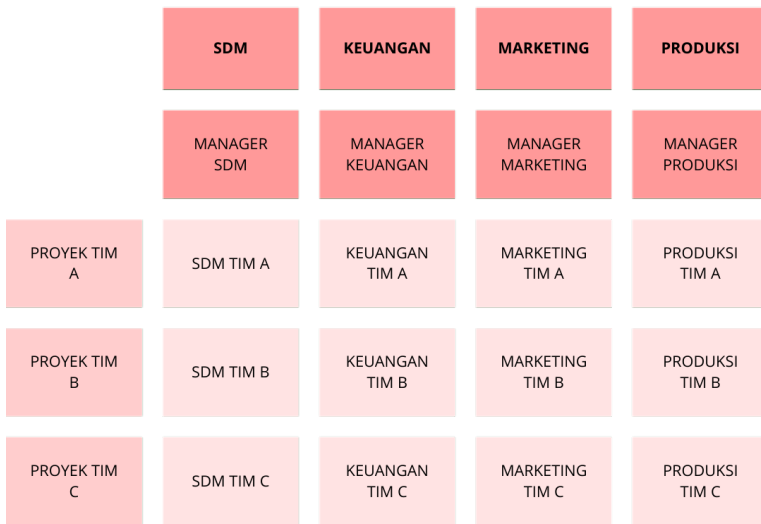 SDM
KEUANGAN
MARKETING
PRODUKSI
MANAGER
SDM
MANAGER
KEUANGAN
MANAGER
MARKETING
MANAGER
PRODUKSI
PROYEK TIM
A
SDM TIM A
KEUANGAN
TIM A
MARKETING
TIM A
PRODUKSI
TIM A
PROYEK TIM
B
SDM TIM B
KEUANGAN
TIM B
MARKETING
TIM B
PRODUKSI
TIM B
PROYEK TIM
C
SDM TIM C
KEUANGAN
TIM C
MARKETING
TIM C
PRODUKSI
TIM C